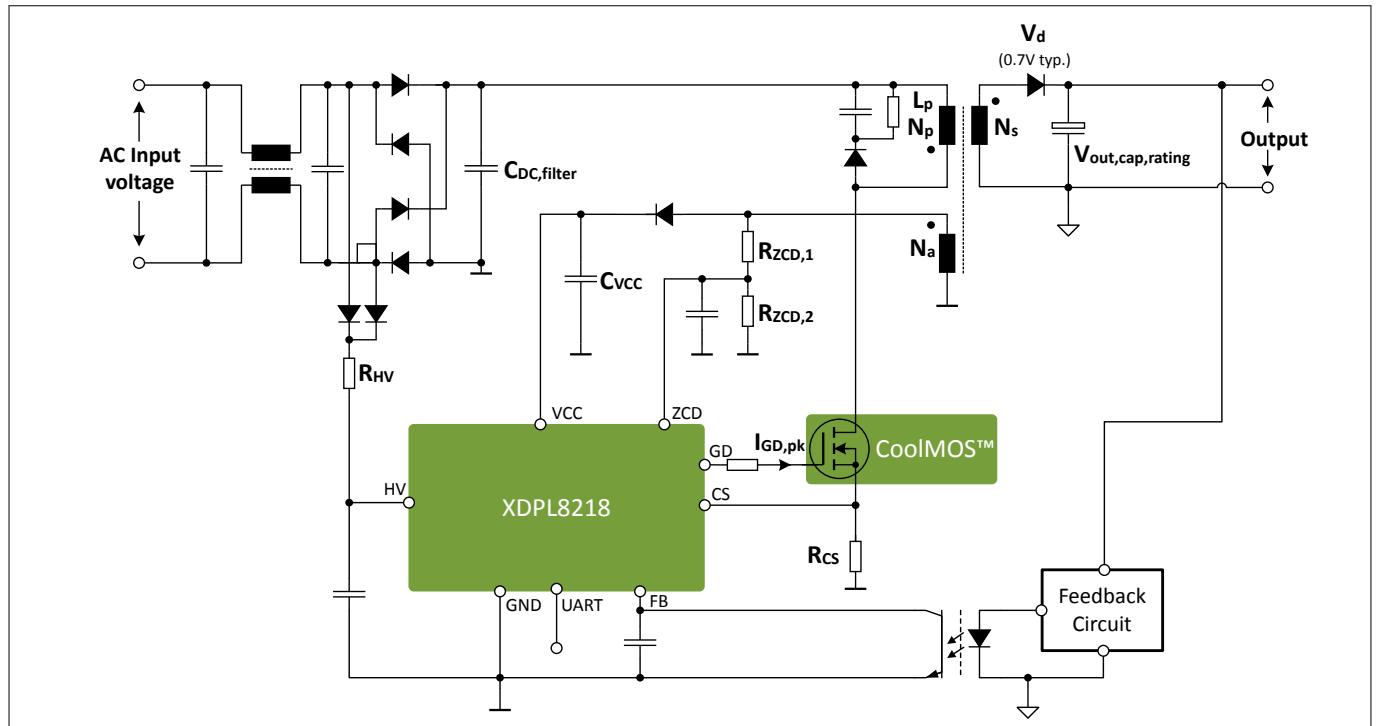 Vd
(0.7V typ.)
Lp
Np
Ns
AC Input
voltage
CDC,filter
Vout,cap,rating
Output
RZCD,1
Na
CVCC
RZCD,2
RHV
VCC
ZCD
GD
IGD,pk
CoolMOS™
HV
CS
XDPL8218
RCS
GND
UART
FB
Feedback
Circuit